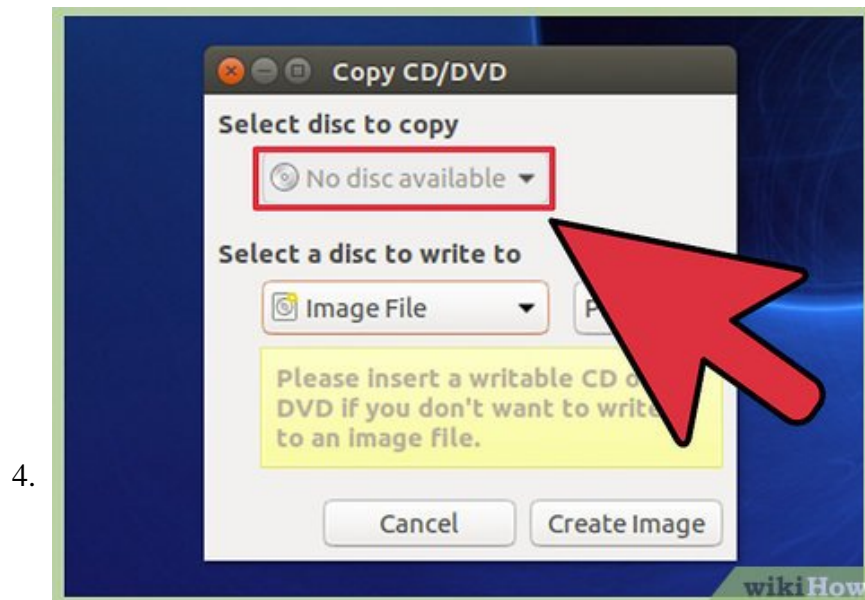 Copy CD/DVD
Select disc to copy
No disc available
Select a disc to write to
Image File P
Please insert a writable CD o
DVD if you don't want to write
to an image file.
4.
Cancel Create Image
wikiHow